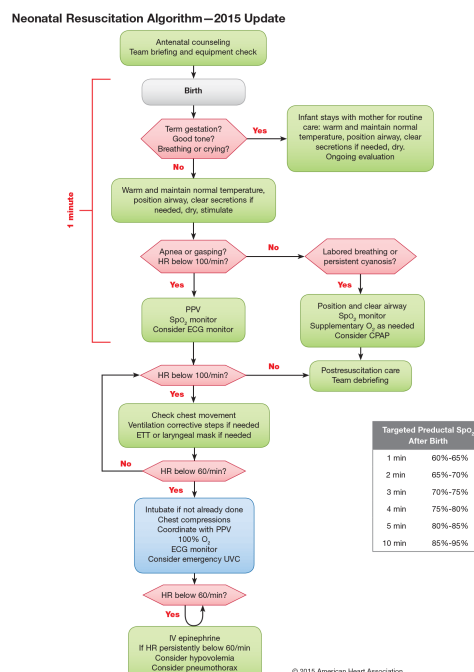 Neonatal Resuscitation Algorithm—2015 Update
Antenatal counseling
Team briefing and equipment check
Birth
1 minute
Term gestation?
Good tone?
Breathing or crying?
Yes
Infant stays with mother for routine
care: warm and maintain normal
temperature, position airway, clear
secretions if needed, dry.
Ongoing evaluation
No
Warm and maintain normal temperature,
position airway, clear secretions if
needed, dry, stimulate
Apnea or gasping?
HR below 100/min?
No
Labored breathing or
persistent cyanosis?
Yes
Yes
PPV
SpO₂ monitor
Consider ECG monitor
Position and clear airway
SpO₂ monitor
Supplementary O₂ as needed
Consider CPAP
HR below 100/min?
No
Postresuscitation care
Team debriefing
Yes
Check chest movement
Ventilation corrective steps if needed
ETT or laryngeal mask if needed
No
HR below 60/min?
Yes
Intubate if not already done
Chest compressions
Coordinate with PPV
100% O₂
ECG monitor
Consider emergency UVC
HR below 60/min?
Yes
IV epinephrine
If HR persistently below 60/min
Consider hypovolemia
Consider pneumothorax
Targeted Preductal SpO₂
After Birth
1 min 60%-65%
2 min 65%-70%
3 min 70%-75%
4 min 75%-80%
5 min 80%-85%
10 min 85%-95%
© 2015 American Heart Association